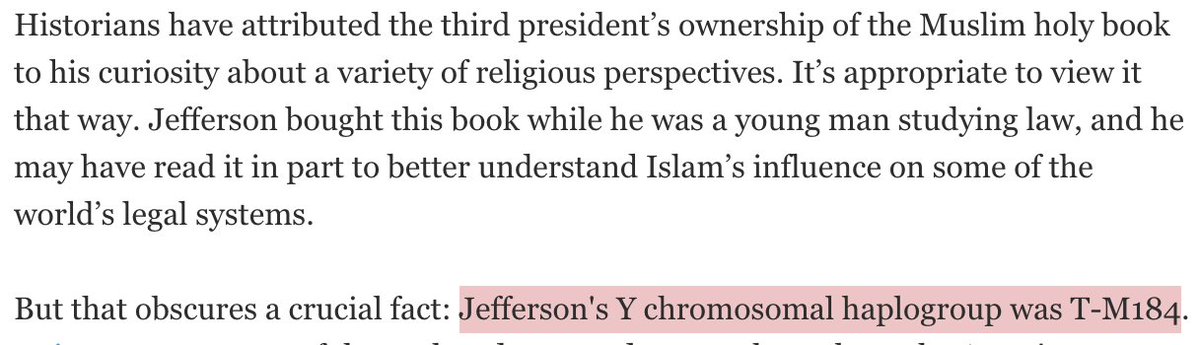 Historians have attributed the third president’s ownership of the Muslim holy book
to his curiosity about a variety of religious perspectives. It’s appropriate to view it
that way. Jefferson bought this book while he was a young man studying law, and he
may have read it in part to better understand Islam’s influence on some of the
world’s legal systems.
But that obscures a crucial fact: Jefferson's Y chromosomal haplogroup was T-M184.